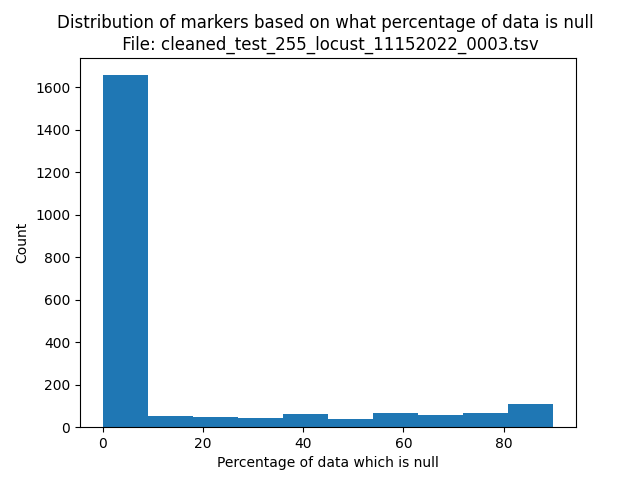 Distribution of markers based on what percentage of data is null
File: cleaned_test_255_locust_11152022_0003.tsv
1600
1400
1200
1000
800
600
400
200
0
Count
0 20 40 60 80
Percentage of data which is null